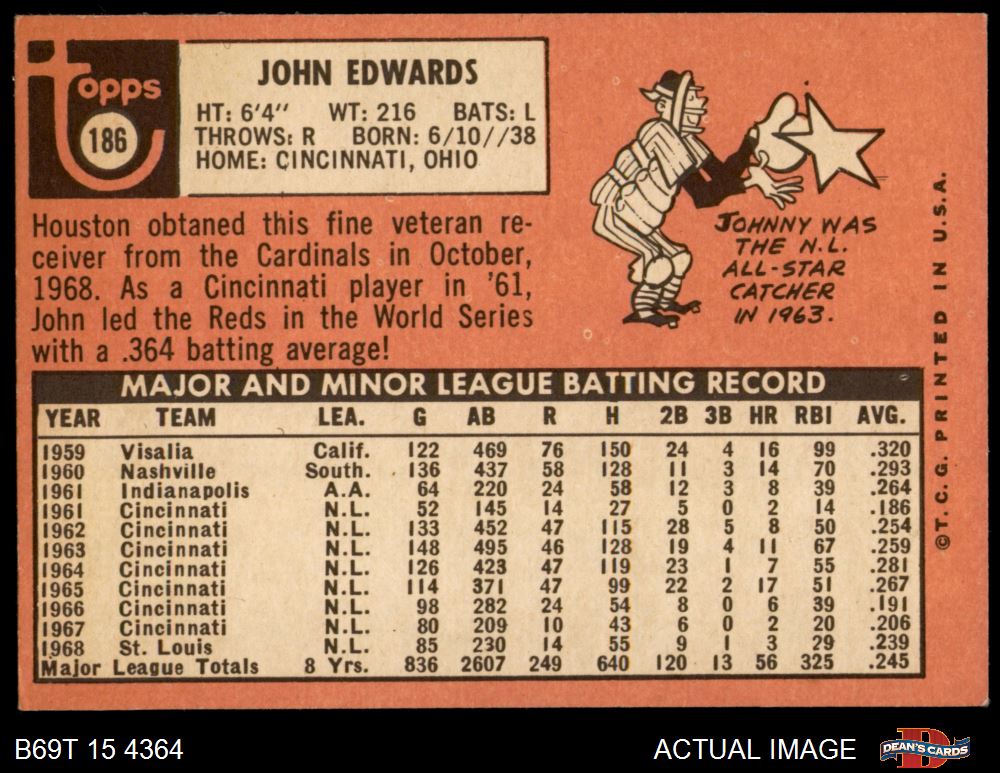 Topps
186
JOHN EDWARDS
HT: 6'4" WT: 216 BATS: L
THROWS: R BORN: 6/10//38
HOME: CINCINNATI, OHIO
Houston obtaned this fine veteran re-
ceiver from the Cardinals in October,
1968. As a Cincinnati player in '61,
John led the Reds in the World Series
with a .364 batting average!
JOHNNY WAS
THE N.L.
ALL-STAR
CATCHER
IN 1963.
MAJOR AND MINOR LEAGUE BATTING RECORD
YEAR TEAM LEA. G AB R H 2B 3B HR RBI AVG.
1959 Visalia Calif. 122 469 76 150 24 4 16 99 .320
1960 Nashville South. 136 437 58 128 11 3 14 70 .293
1961 Indianapolis A.A. 64 220 24 58 12 3 8 39 .264
1961 Cincinnati N.L. 52 145 14 27 5 0 2 14 .186
1962 Cincinnati N.L. 133 452 47 115 28 5 8 50 .254
1963 Cincinnati N.L. 148 495 46 128 19 4 11 67 .259
1964 Cincinnati N.L. 126 423 47 119 23 1 7 55 .281
1965 Cincinnati N.L. 114 371 47 99 22 2 17 51 .267
1966 Cincinnati N.L. 98 282 24 54 8 0 6 39 .191
1967 Cincinnati N.L. 80 209 10 43 6 0 2 20 .206
1968 St. Louis N.L. 85 230 14 55 9 1 3 29 .239
Major League Totals 8 Yrs. 836 2607 249 640 120 13 56 325 .245
©T.C.G. PRINTED IN U.S.A.
B69T 15 4364
ACTUAL IMAGE
DEAN'S CARDS